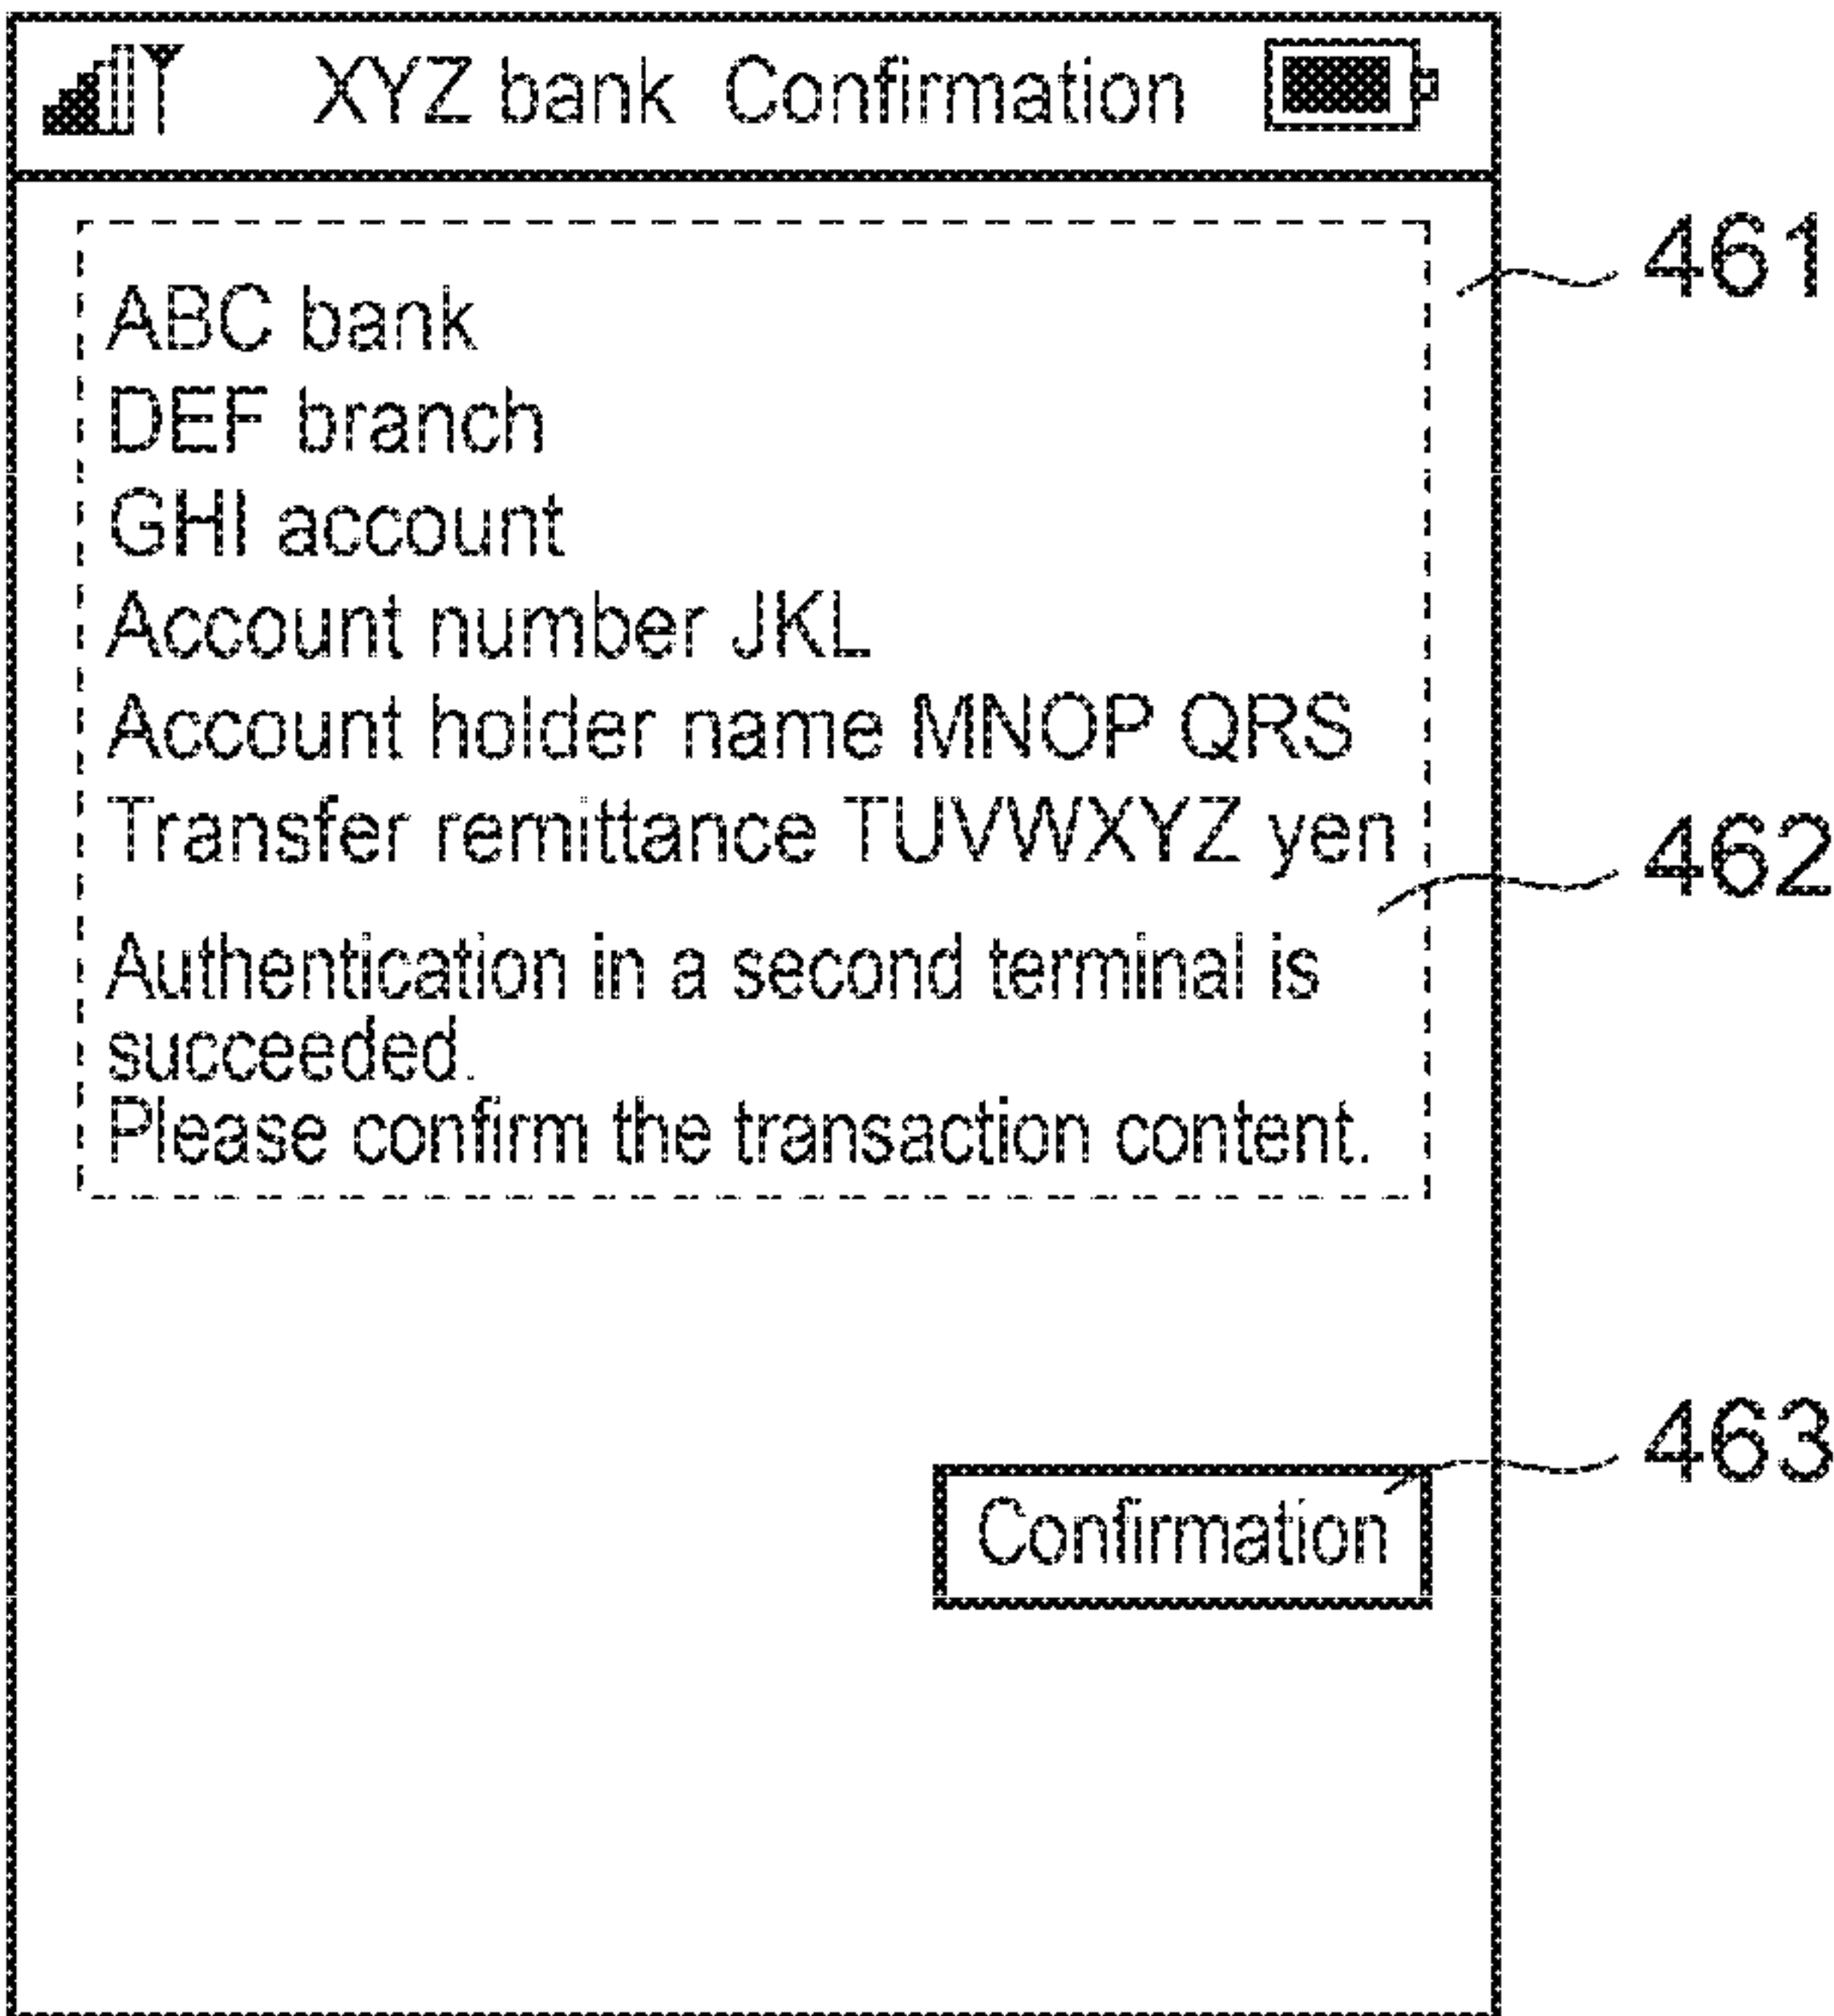 XYZ bank Confirmation
461
ABC bank
DEF branch
GHI account
Account number JKL
Account holder name MNOP QRS
Transfer remittance TUVWXYZ yen
462
Authentication in a second terminal is
succeeded.
Please confirm the transaction content.
463
Confirmation